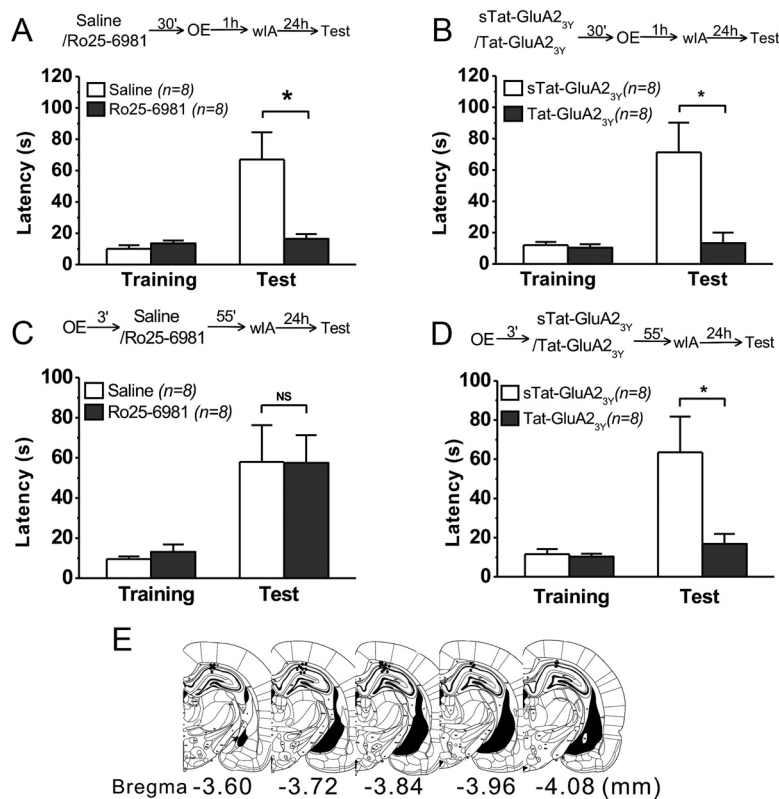 A
Saline
/Ro25-6981 30' OE 1h wIA 24h Test
Saline (n=8)
Ro25-6981 (n=8)
*
Latency (s)
120
100
80
60
40
20
0
Training Test
B
sTat-GluA2₃Y
/Tat-GluA2₃Y 30' OE 1h wIA 24h Test
sTat-GluA2₃Y(n=8)
Tat-GluA2₃Y(n=8)
*
Latency (s)
120
100
80
60
40
20
0
Training Test
C
OE 3' Saline
/Ro25-6981 55' wIA 24h Test
Saline (n=8)
Ro25-6981 (n=8)
NS
Latency (s)
100
80
60
40
20
0
Training Test
D
OE 3' sTat-GluA2₃Y
/Tat-GluA2₃Y 55' wIA 24h Test
sTat-GluA2₃Y(n=8)
Tat-GluA2₃Y(n=8)
*
Latency (s)
100
80
60
40
20
0
Training Test
E
Bregma -3.60 -3.72 -3.84 -3.96 -4.08 (mm)